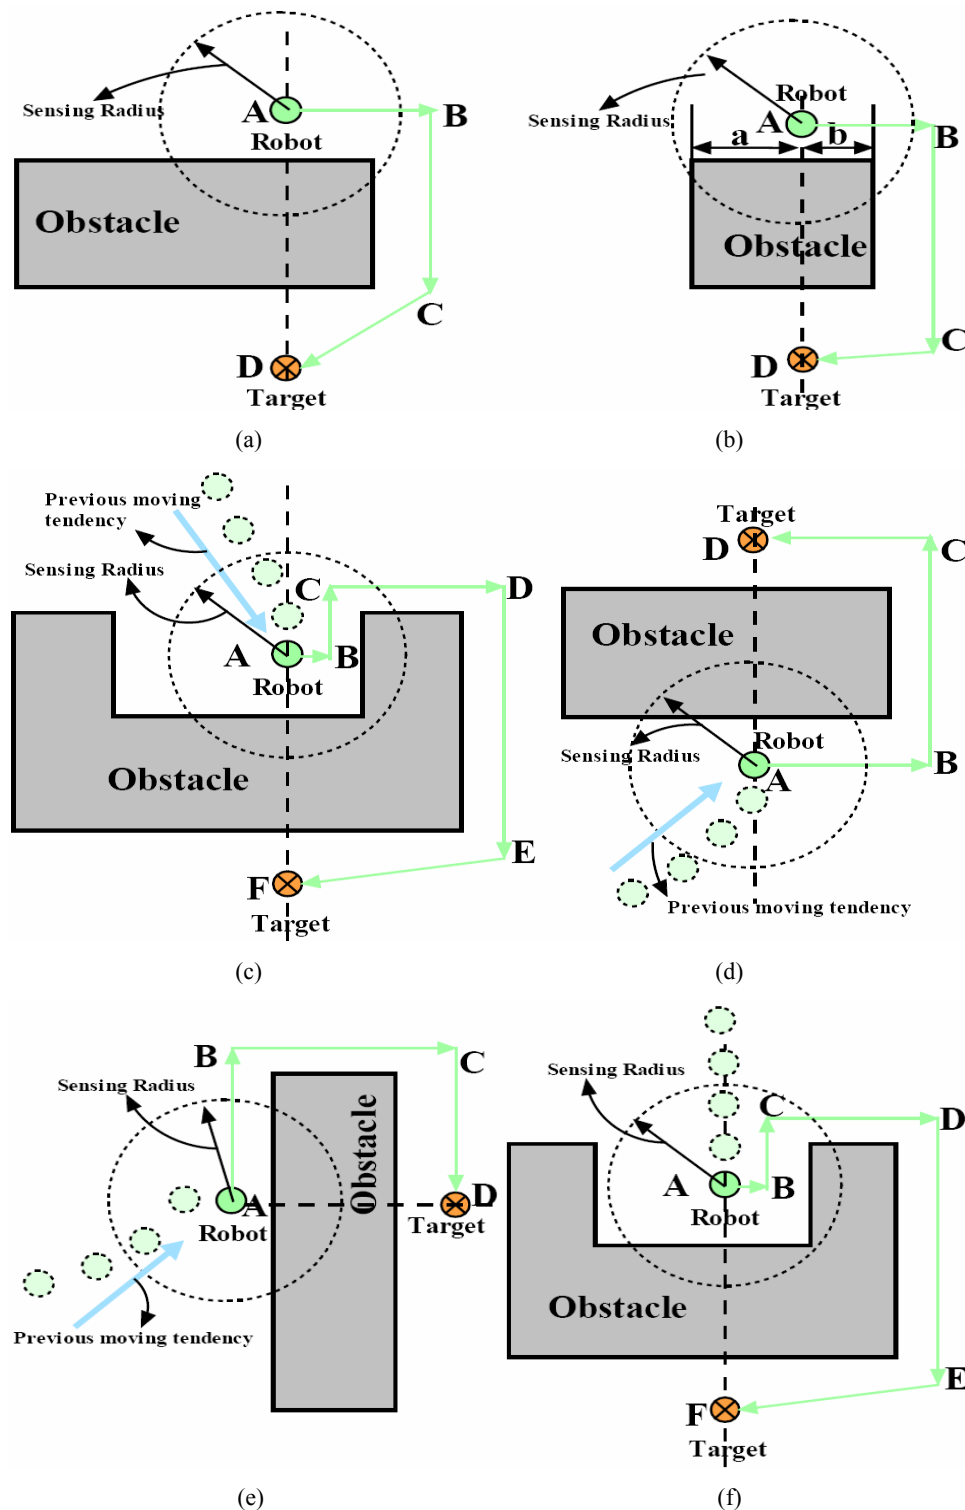 Sensing Radius
A
B
Robot
Obstacle
C
D
Target
(a)
Robot
Sensing Radius
A
B
a
b
Obstacle
C
D
Target
(b)
Previous moving
tendency
Sensing Radius
C
D
A
B
Robot
Obstacle
E
F
Target
(c)
Target
D
C
Obstacle
Robot
Sensing Radius
B
A
Previous moving tendency
(d)
B
C
Sensing Radius
Obstacle
A
D
Robot
Target
Previous moving tendency
(e)
Sensing Radius
C
D
A
B
Robot
Obstacle
E
F
Target
(f)